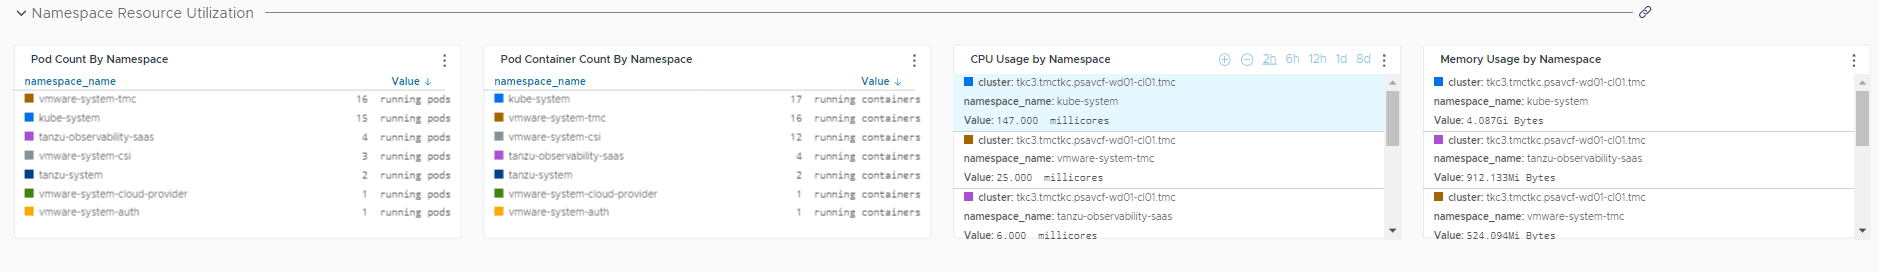 Namespace Resource Utilization
Pod Count By Namespace
namespace_name Value ↓
vmware-system-tmc 16 running pods
kube-system 15 running pods
tanzu-observability-saas 4 running pods
vmware-system-csi 3 running pods
tanzu-system 2 running pods
vmware-system-cloud-provider 1 running pods
vmware-system-auth 1 running pods
Pod Container Count By Namespace
namespace_name Value ↓
kube-system 17 running containers
vmware-system-tmc 16 running containers
vmware-system-csi 12 running containers
tanzu-observability-saas 4 running containers
tanzu-system 2 running containers
vmware-system-cloud-provider 1 running containers
vmware-system-auth 1 running containers
CPU Usage by Namespace 2h 6h 12h 1d 8d
cluster: tkc3.tmctkc.psavcf-wd01-cl01.tmc
namespace_name: kube-system
Value: 147.000 millicores
cluster: tkc3.tmctkc.psavcf-wd01-cl01.tmc
namespace_name: vmware-system-tmc
Value: 25.000 millicores
cluster: tkc3.tmctkc.psavcf-wd01-cl01.tmc
namespace_name: tanzu-observability-saas
Value: 6.000 millicores
Memory Usage by Namespace
cluster: tkc3.tmctkc.psavcf-wd01-cl01.tmc
namespace_name: kube-system
Value: 4.087Gi Bytes
cluster: tkc3.tmctkc.psavcf-wd01-cl01.tmc
namespace_name: tanzu-observability-saas
Value: 912.133Mi Bytes
cluster: tkc3.tmctkc.psavcf-wd01-cl01.tmc
namespace_name: vmware-system-tmc
Value: 524.094Mi Bytes